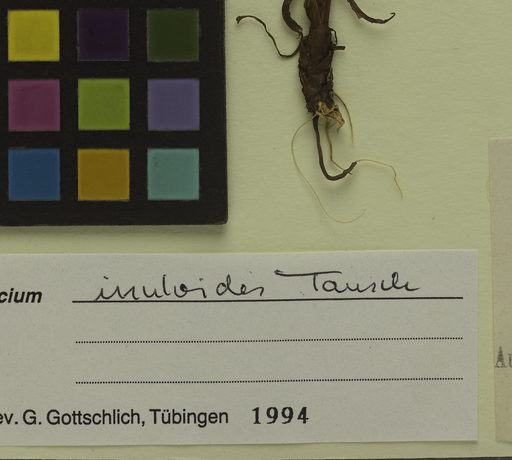 cium inuloides Tausch
ev. G. Gottschlich, Tübingen 1994